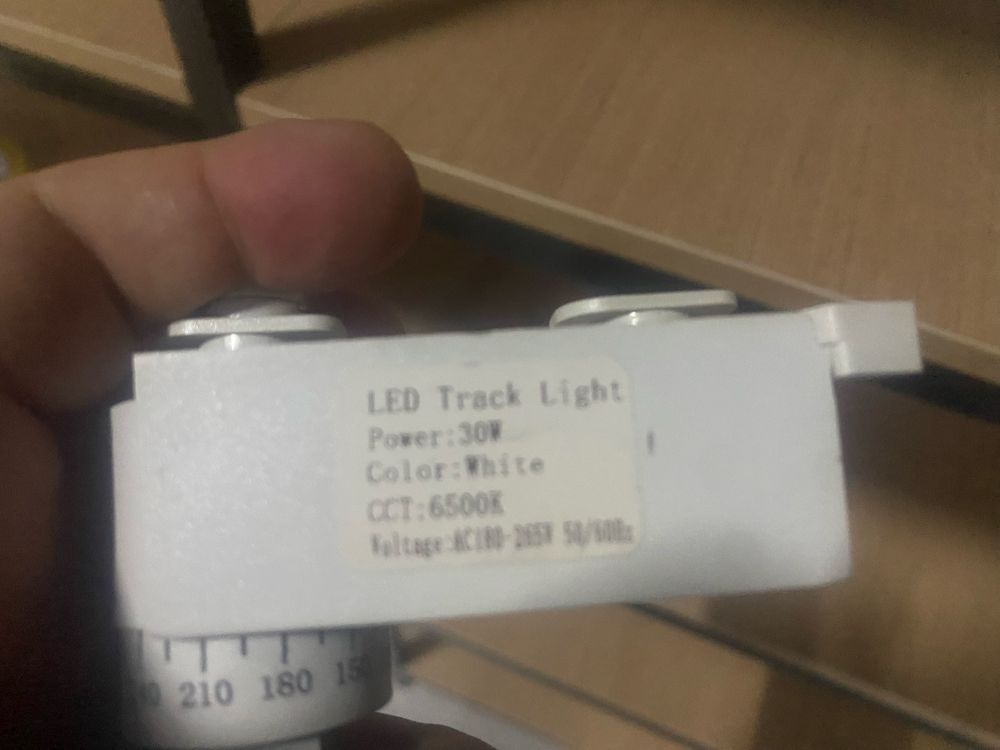 LED Track Light
Power:30W
Color:White
CCT:6500K
Voltage:AC180-265V 50/60Hz
210 180